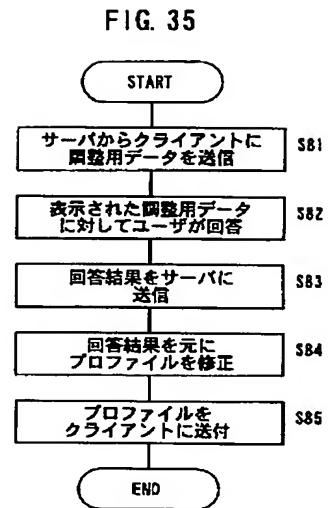 FIG. 35
START
サーバからクライアントに
調整用データを送信
S81
表示された調整用データ
に対してユーザが回答
S82
回答結果をサーバに
送信
S83
回答結果を元に
プロファイルを修正
S84
プロファイルを
クライアントに送付
S85
END